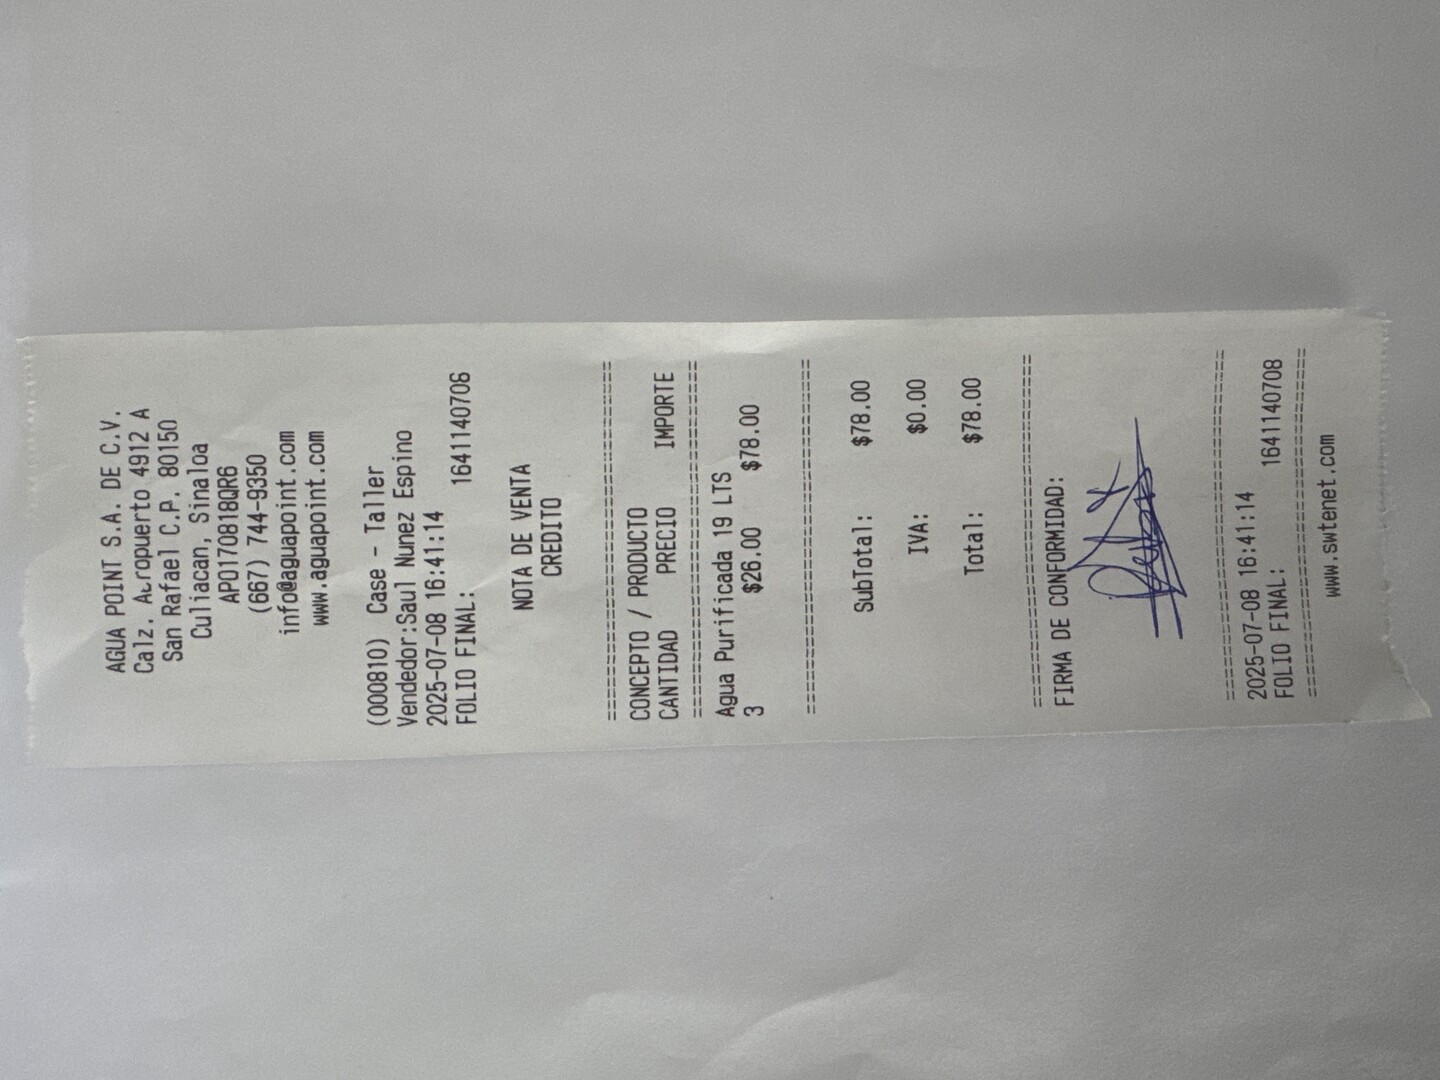 AGUA POINT S.A. DE C.V.
Calz. Aeropuerto 4912 A
San Rafael C.P. 80150
Culiacan, Sinaloa
APO170818QR6
(667) 744-9350
info@aguapoint.com
www.aguapoint.com
(000810) Case - Taller
Vendedor:Saul Nunez Espino
2025-07-08 16:41:14
FOLIO FINAL: 1641140706
NOTA DE VENTA
CREDITO
==============================
CONCEPTO / PRODUCTO
CANTIDAD PRECIO IMPORTE
==============================
Agua Purificada 19 LTS
3 $26.00 $78.00
==============================
SubTotal: $78.00
IVA: $0.00
Total: $78.00
==============================
FIRMA DE CONFORMIDAD:
==============================
2025-07-08 16:41:14
FOLIO FINAL: 1641140708
==============================
www.swtenet.com